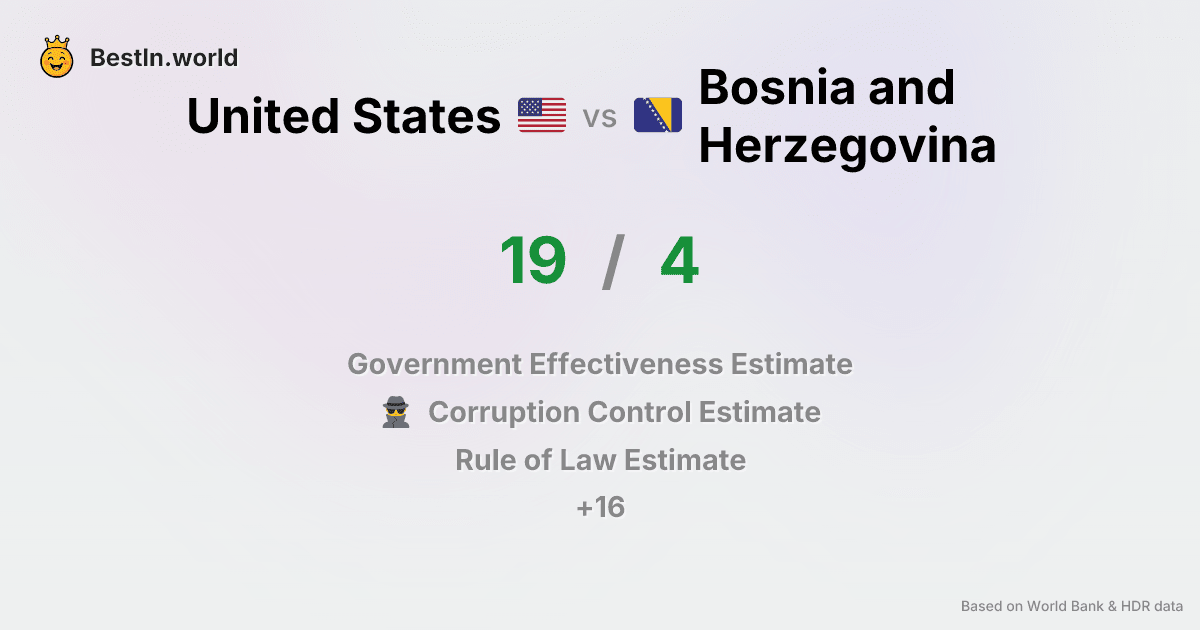 BestIn.world
United States vs Bosnia and
Herzegovina
19 / 4
Government Effectiveness Estimate
Corruption Control Estimate
Rule of Law Estimate
+16
Based on World Bank & HDR data